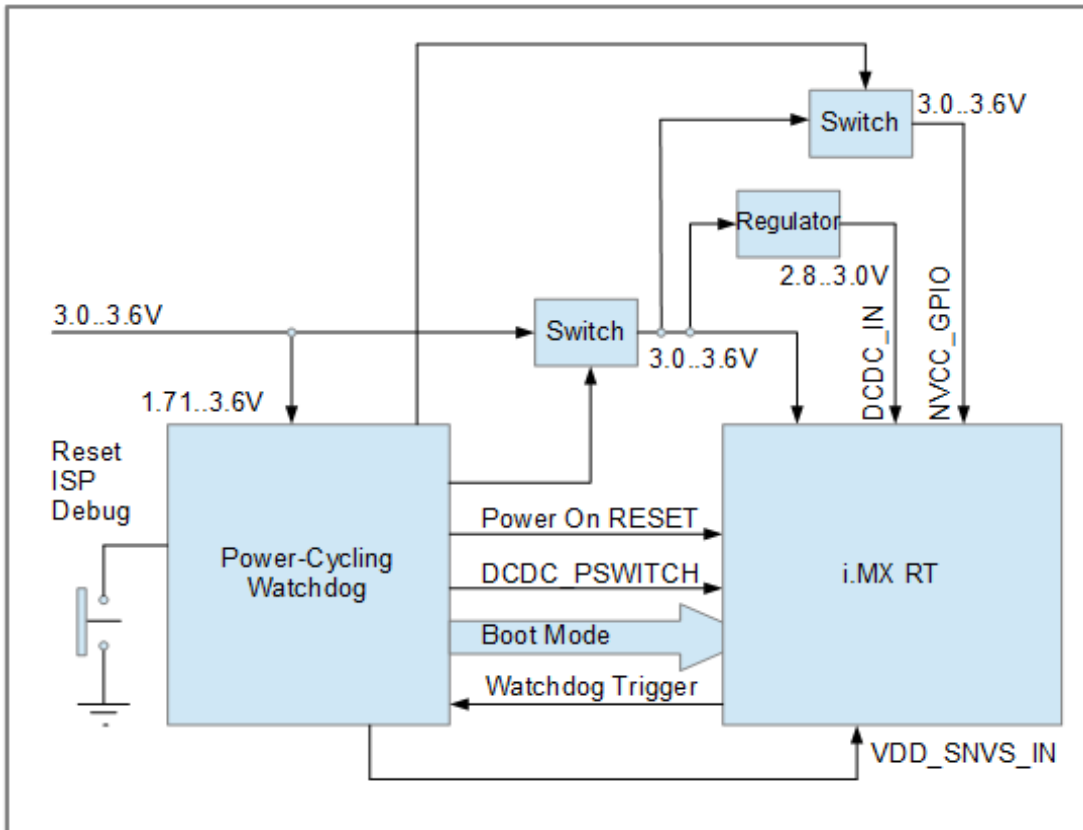 Switch
3.0..3.6V
Regulator
2.8..3.0V
DCDC_IN
NVCC_GPIO
3.0..3.6V
Switch
3.0..3.6V
1.71..3.6V
Reset
ISP
Debug
Power-Cycling
Watchdog
Power On RESET
DCDC_PSWITCH
Boot Mode
Watchdog Trigger
i.MX RT
VDD_SNVS_IN